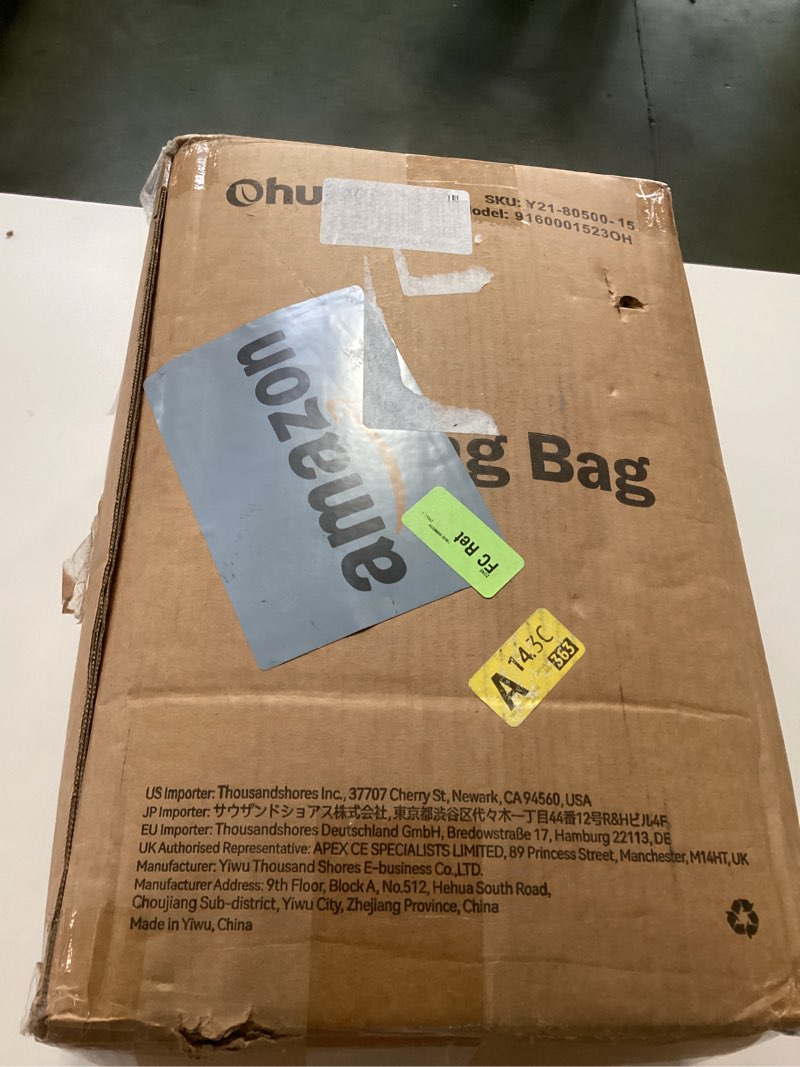 Ohu
SKU: Y21-80500-15
odel: 9160001523OH
amazon
g Bag
FC Ret
A 14.3C
363
US Importer: Thousandshores Inc., 37707 Cherry St, Newark, CA 94560, USA
JP Importer: サウザンドショアス株式会社, 東京都渋谷区代々木一丁目44番12号R&Hビル4F
EU Importer: Thousandshores Deutschland GmbH, Bredowstraße 17, Hamburg 22113, DE
UK Authorised Representative: APEX CE SPECIALISTS LIMITED, 89 Princess Street, Manchester, M14HT, UK
Manufacturer: Yiwu Thousand Shores E-business Co.,LTD.
Manufacturer Address: 9th Floor, Block A, No.512, Hehua South Road,
Choujiang Sub-district, Yiwu City, Zhejiang Province, China
Made in Yiwu, China